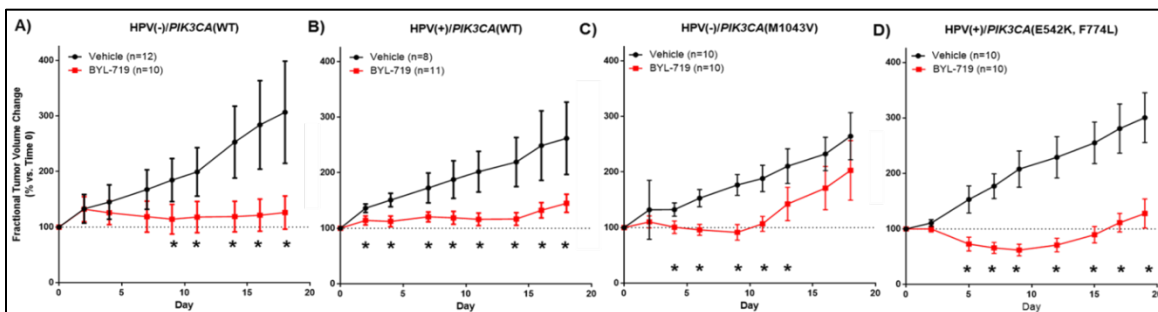 A) HPV(-)/PIK3CA(WT)
Vehicle (n=12)
BYL-719 (n=10)
Fractional Tumor Volume Change
(% vs. Time 0)
400
300
200
100
0
0 5 10 15 20
Day
* * * * *
B) HPV(+)/PIK3CA(WT)
Vehicle (n=8)
BYL-719 (n=11)
400
300
200
100
0
0 5 10 15 20
Day
* * * * * * * *
C) HPV(-)/PIK3CA(M1043V)
Vehicle (n=10)
BYL-719 (n=10)
400
300
200
100
0
0 5 10 15 20
Day
* * * * *
D) HPV(+)/PIK3CA(E542K, F774L)
Vehicle (n=10)
BYL-719 (n=10)
400
300
200
100
0
0 5 10 15 20
Day
* * * * * * *